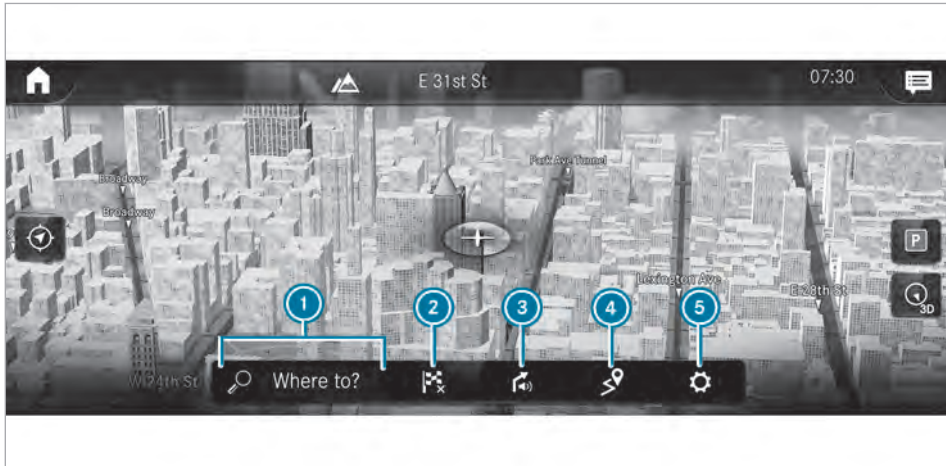 E 31st St
07:30
Park Ave Tunnel
Broadway
Broadway
P
Lexington Ave
E 28th St
3D
1
2
3
4
5
W 24th St
Where to?